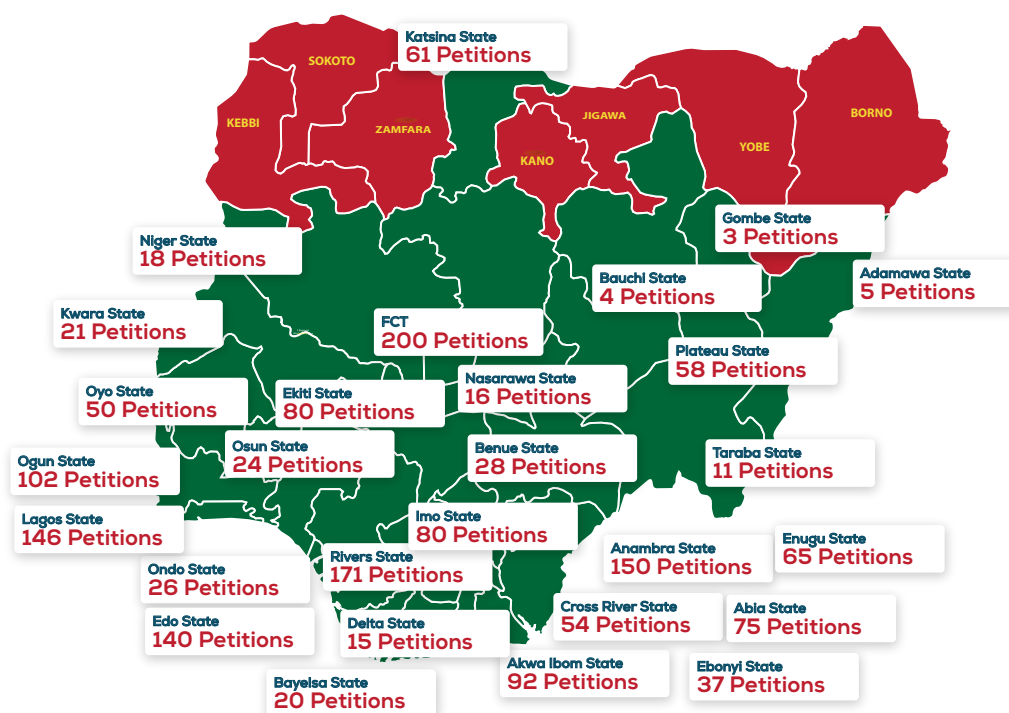 Katsina State
61 Petitions
SOKOTO
KEBBI
ZAMFARA
KANO
JIGAWA
YOBE
BORNO
Gombe State
3 Petitions
Niger State
18 Petitions
Bauchi State
4 Petitions
Adamawa State
5 Petitions
Kwara State
21 Petitions
FCT
200 Petitions
Plateau State
58 Petitions
Oyo State
50 Petitions
Ekiti State
80 Petitions
Nasarawa State
16 Petitions
Osun State
24 Petitions
Benue State
28 Petitions
Taraba State
11 Petitions
Ogun State
102 Petitions
Lagos State
146 Petitions
Imo State
80 Petitions
Anambra State
150 Petitions
Enugu State
65 Petitions
Ondo State
26 Petitions
Rivers State
171 Petitions
Edo State
140 Petitions
Delta State
15 Petitions
Cross River State
54 Petitions
Abia State
75 Petitions
Akwa Ibom State
92 Petitions
Ebonyi State
37 Petitions
Bayelsa State
20 Petitions